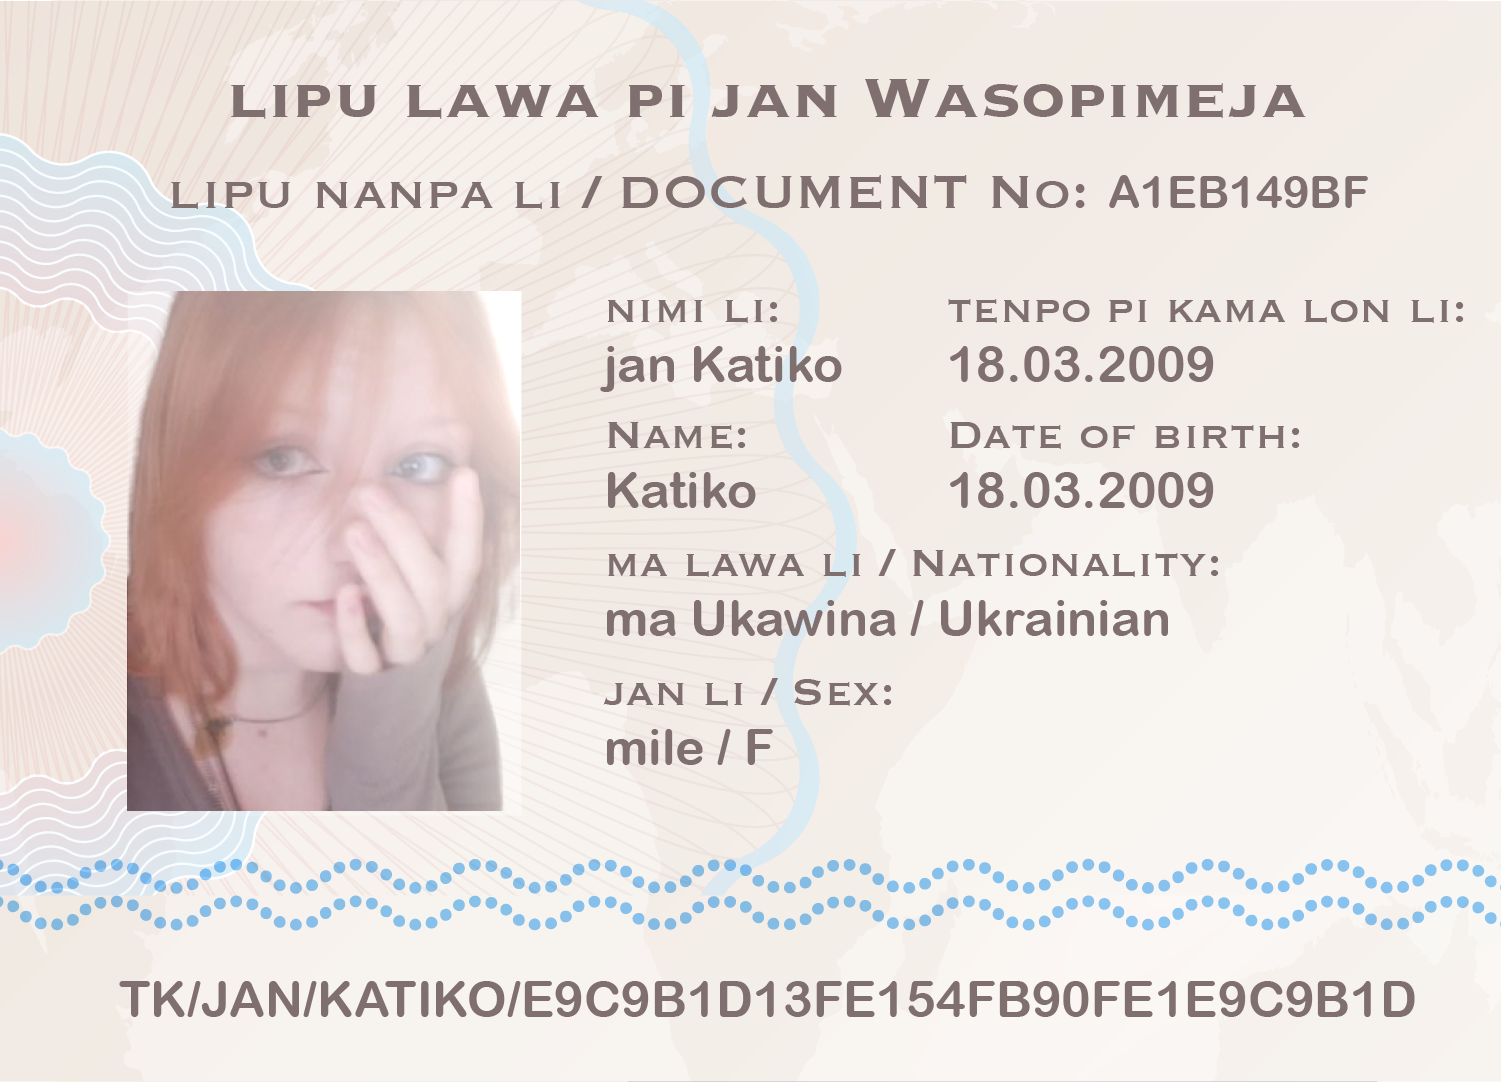 LIPU LAWA PI JAN WASOPIMEJA
LIPU NANPA LI / DOCUMENT NO: A1EB149BF
NIMI LI:
jan Katiko
TENPO PI KAMA LON LI:
18.03.2009
NAME:
Katiko
DATE OF BIRTH:
18.03.2009
MA LAWA LI / NATIONALITY:
ma Ukawina / Ukrainian
JAN LI / SEX:
mile / F
TK/JAN/KATIKO/E9C9B1D13FE154FB90FE1E9C9B1D